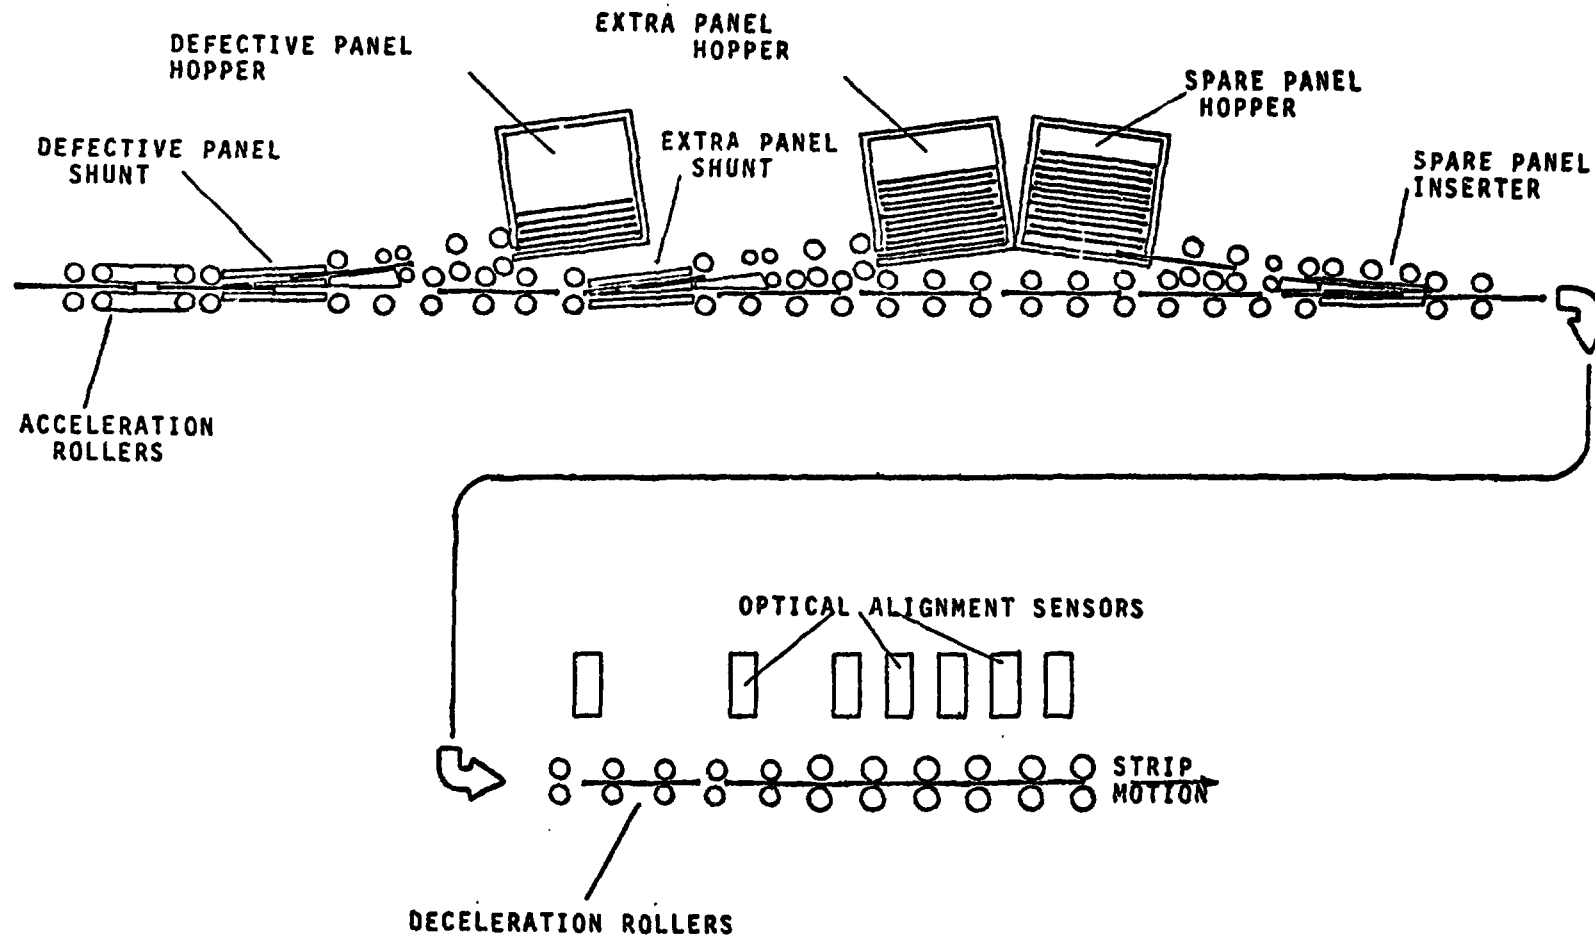 EXTRA PANEL
HOPPER
DEFECTIVE PANEL
HOPPER
SPARE PANEL
HOPPER
DEFECTIVE PANEL
SHUNT
EXTRA PANEL
SHUNT
SPARE PANEL
INSERTER
ACCELERATION
ROLLERS
OPTICAL ALIGNMENT SENSORS
STRIP
MOTION
DECELERATION ROLLERS